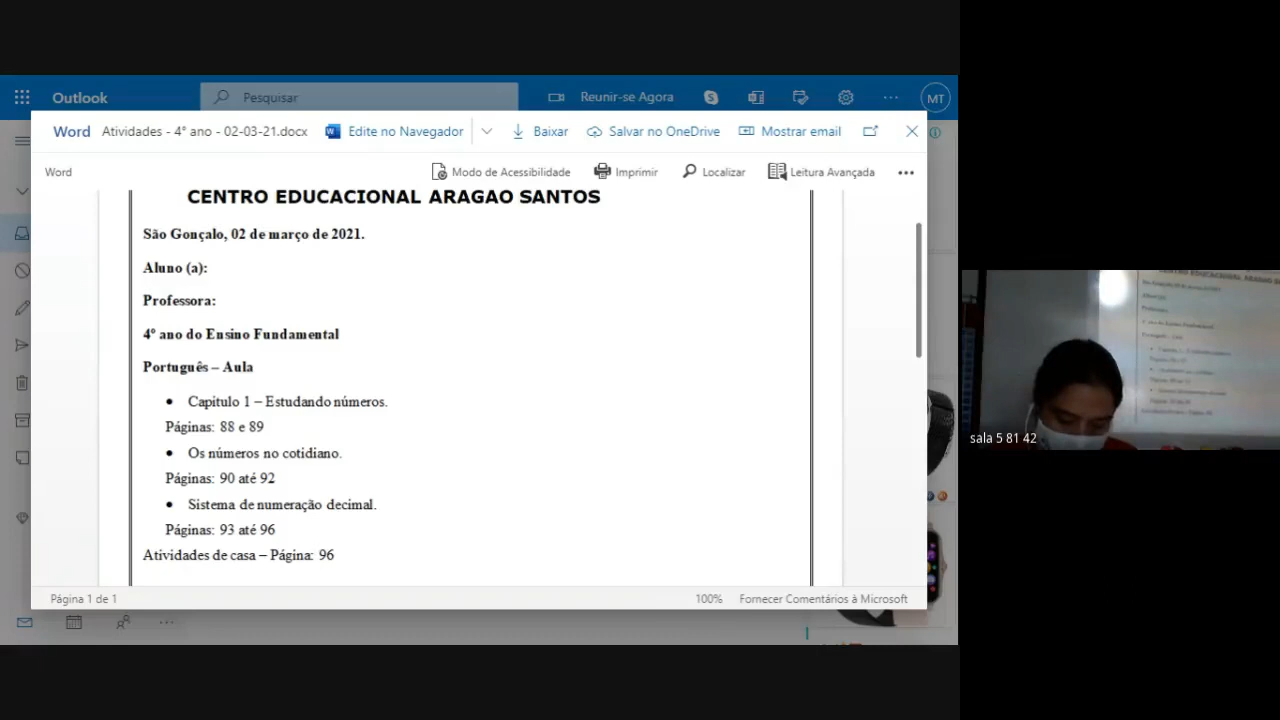 Outlook
Pesquisar
Reunir-se Agora
MT
Word
Atividades - 4° ano - 02-03-21.docx
Edite no Navegador
Baixar
Salvar no OneDrive
Mostrar email
Word
Modo de Acessibilidade
Imprimir
Localizar
Leitura Avançada
CENTRO EDUCACIONAL ARAGAO SANTOS
São Gonçalo, 02 de março de 2021.
Aluno (a):
Professora:
4º ano do Ensino Fundamental
Português – Aula
• Capitulo 1 – Estudando números.
Páginas: 88 e 89
• Os números no cotidiano.
Páginas: 90 até 92
• Sistema de numeração decimal.
Páginas: 93 até 96
Atividades de casa – Página: 96
Página 1 de 1
100%
Fornecer Comentários à Microsoft
sala 5 81 42